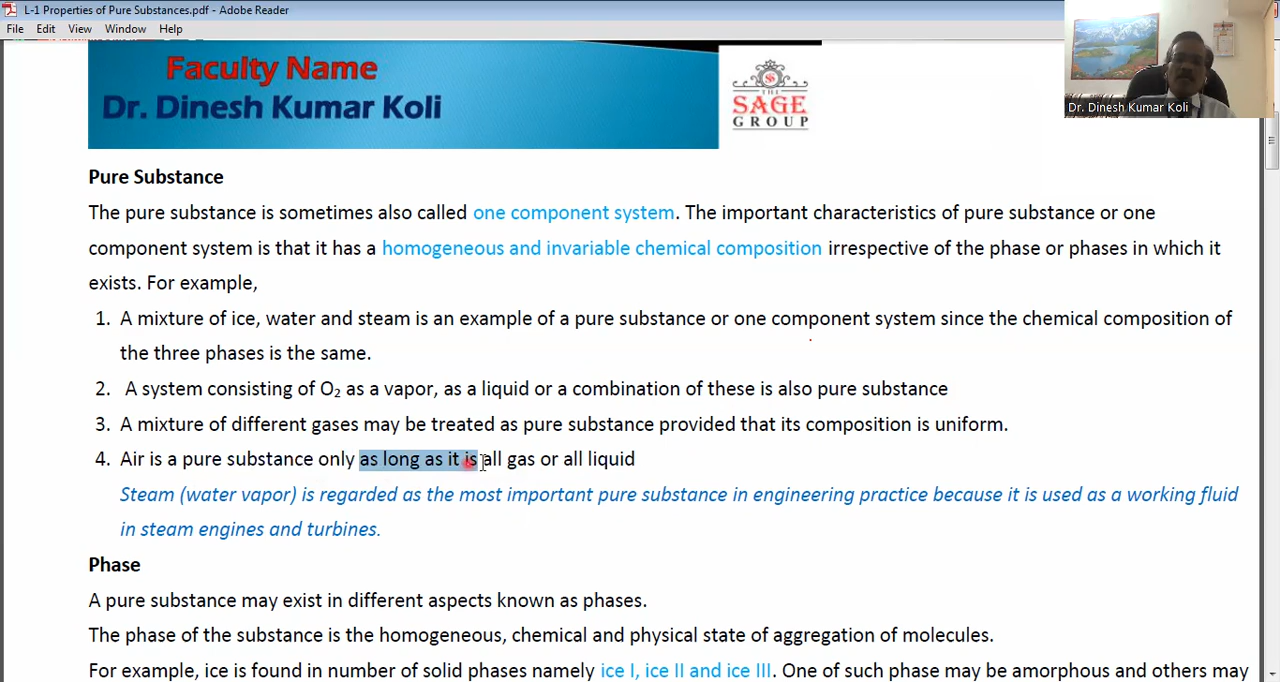 L-1 Properties of Pure Substances.pdf - Adobe Reader
File Edit View Window Help
Faculty Name
Dr. Dinesh Kumar Koli
THE
SAGE
GROUP
Dr. Dinesh Kumar Koli
Pure Substance
The pure substance is sometimes also called one component system. The important characteristics of pure substance or one
component system is that it has a homogeneous and invariable chemical composition irrespective of the phase or phases in which it
exists. For example,
1. A mixture of ice, water and steam is an example of a pure substance or one component system since the chemical composition of
the three phases is the same.
2. A system consisting of O₂ as a vapor, as a liquid or a combination of these is also pure substance
3. A mixture of different gases may be treated as pure substance provided that its composition is uniform.
4. Air is a pure substance only as long as it is all gas or all liquid
Steam (water vapor) is regarded as the most important pure substance in engineering practice because it is used as a working fluid
in steam engines and turbines.
Phase
A pure substance may exist in different aspects known as phases.
The phase of the substance is the homogeneous, chemical and physical state of aggregation of molecules.
For example, ice is found in number of solid phases namely ice I, ice II and ice III. One of such phase may be amorphous and others may